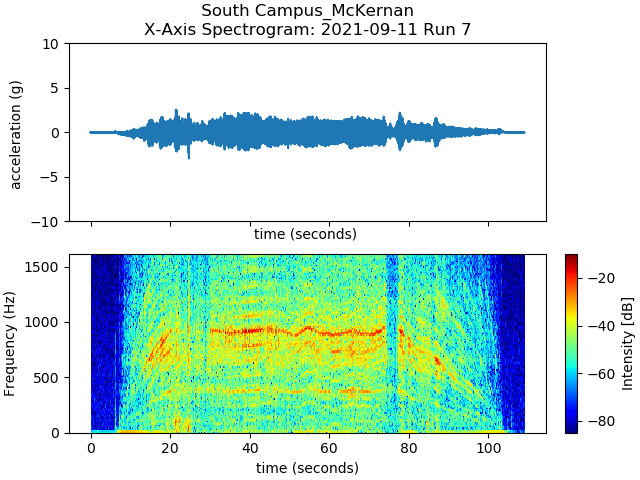 South Campus_McKernan
X-Axis Spectrogram: 2021-09-11 Run 7
10
5
0
−5
−10
acceleration (g)
time (seconds)
1500
1000
500
0
Frequency (Hz)
0 20 40 60 80 100
time (seconds)
−20
−40
−60
−80
Intensity [dB]